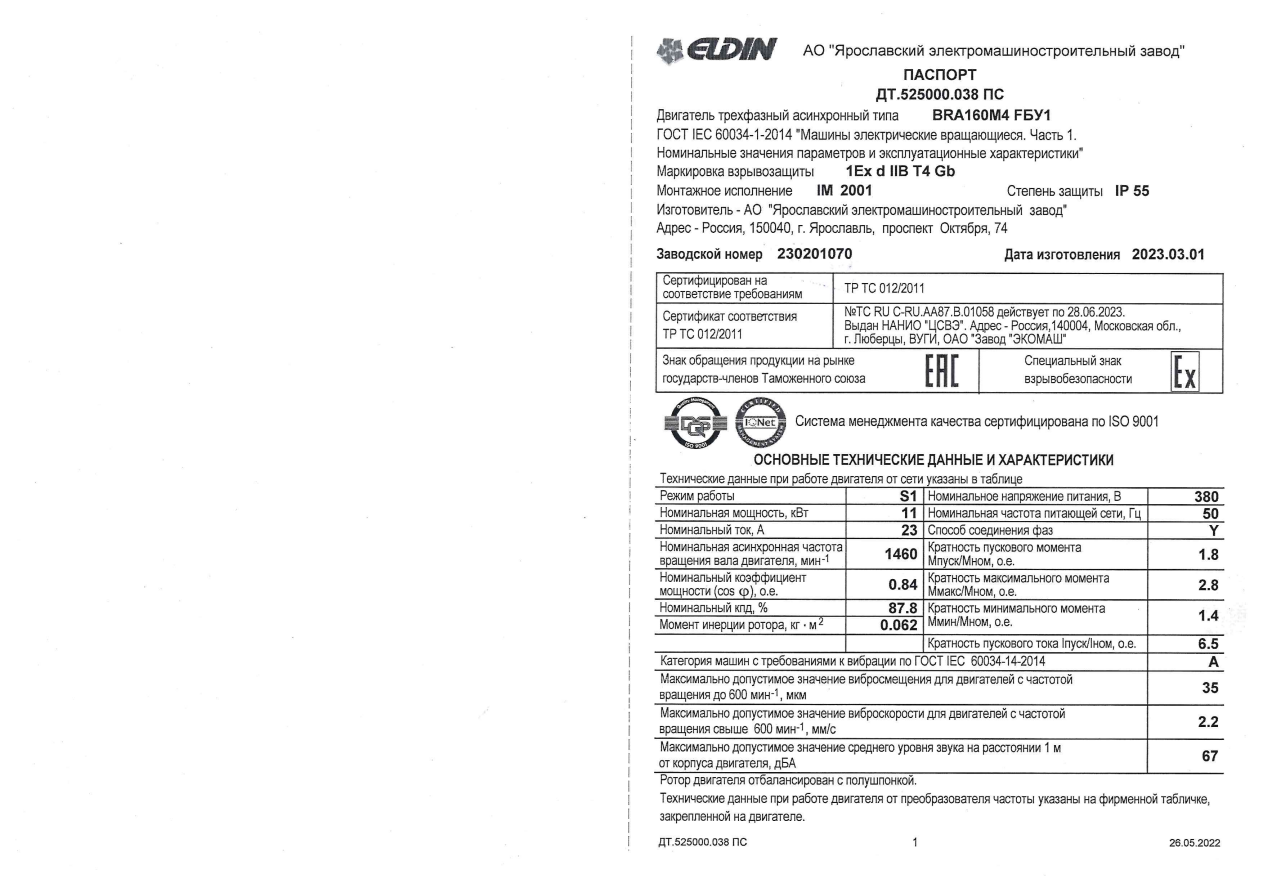 ELDIN АО "Ярославский электромашиностроительный завод"
ПАСПОРТ
ДТ.525000.038 ПС
Двигатель трехфазный асинхронный типа BRA160M4 FБУ1
ГОСТ IEC 60034-1-2014 "Машины электрические вращающиеся. Часть 1.
Номинальные значения параметров и эксплуатационные характеристики"
Маркировка взрывозащиты 1Ex d IIB T4 Gb
Монтажное исполнение IM 2001 Степень защиты IP 55
Изготовитель - АО "Ярославский электромашиностроительный завод"
Адрес - Россия, 150040, г. Ярославль, проспект Октября, 74
Заводской номер 230201070 Дата изготовления 2023.03.01
Сертифицирован на
соответствие требованиям
ТР ТС 012/2011
Сертификат соответствия
ТР ТС 012/2011
№ТС RU C-RU.АА87.В.01058 действует по 28.06.2023.
Выдан НАНИО "ЦСВЭ". Адрес - Россия,140004, Московская обл.,
г. Люберцы, ВУГИ, ОАО "Завод "ЭКОМАШ"
Знак обращения продукции на рынке
государств-членов Таможенного союза
EAC
Специальный знак
взрывобезопасности
Ex
Quality Management
DQS
ISO 9001
CERTIFIED
IQNet
MANAGEMENT SYSTEM
Система менеджмента качества сертифицирована по ISO 9001
ОСНОВНЫЕ ТЕХНИЧЕСКИЕ ДАННЫЕ И ХАРАКТЕРИСТИКИ
Технические данные при работе двигателя от сети указаны в таблице
Режим работы S1 Номинальное напряжение питания, В 380
Номинальная мощность, кВт 11 Номинальная частота питающей сети, Гц 50
Номинальный ток, А 23 Способ соединения фаз Y
Номинальная асинхронная частота
вращения вала двигателя, мин-1 1460
Кратность пускового момента
Мпуск/Мном, о.е. 1.8
Номинальный коэффициент
мощности (cos φ), о.е. 0.84
Кратность максимального момента
Ммакс/Мном, о.е. 2.8
Номинальный кпд, % 87.8
Момент инерции ротора, кг · м2 0.062
Кратность минимального момента
Ммин/Мном, о.е. 1.4
Кратность пускового тока Iпуск/Iном, о.е. 6.5
Категория машин с требованиями к вибрации по ГОСТ IEC 60034-14-2014 А
Максимально допустимое значение вибросмещения для двигателей с частотой
вращения до 600 мин-1, мкм 35
Максимально допустимое значение виброскорости для двигателей с частотой
вращения свыше 600 мин-1, мм/с 2.2
Максимально допустимое значение среднего уровня звука на расстоянии 1 м
от корпуса двигателя, дБА 67
Ротор двигателя отбалансирован с полушпонкой.
Технические данные при работе двигателя от преобразователя частоты указаны на фирменной табличке,
закрепленной на двигателе.
ДТ.525000.038 ПС 1 26.05.2022